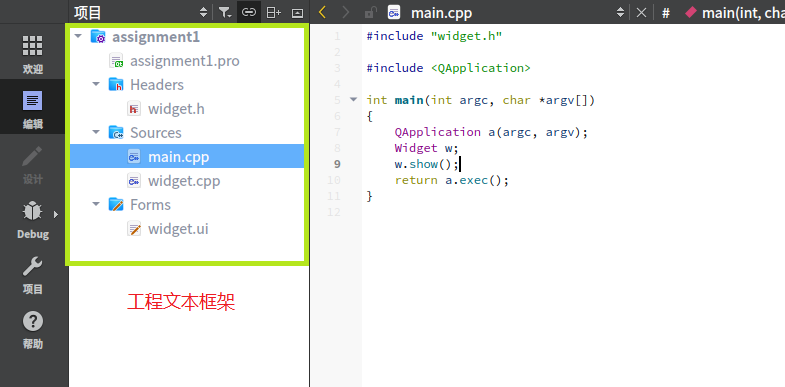 项目
main.cpp
#
main(int, cha
欢迎
编辑
设计
Debug
项目
帮助
assignment1
assignment1.pro
Headers
widget.h
Sources
main.cpp
widget.cpp
Forms
widget.ui
工程文本框架
1 #include "widget.h"
2
3 #include <QApplication>
4
5 int main(int argc, char *argv[])
6 {
7 QApplication a(argc, argv);
8 Widget w;
9 w.show();
10 return a.exec();
11 }
12